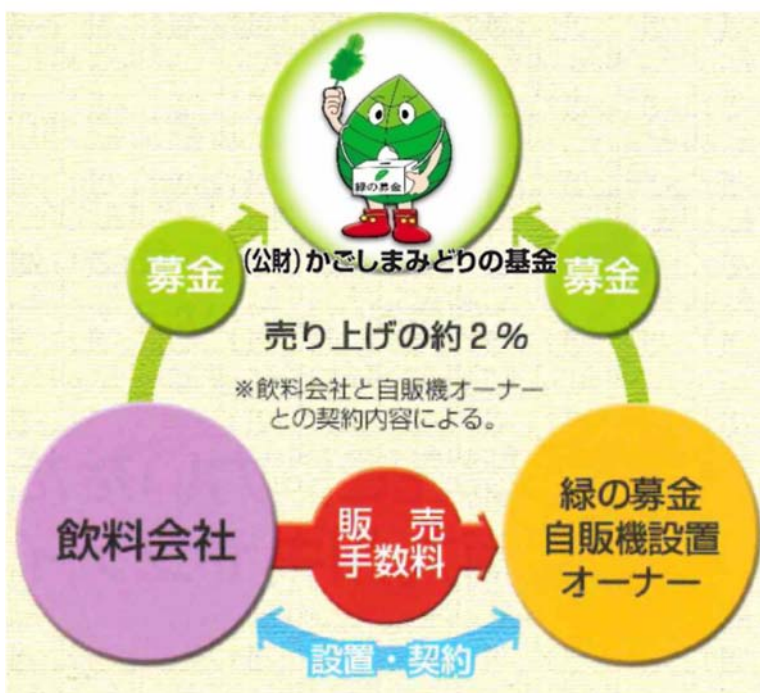 緑の募金
(公財)かごしまみどりの基金
募金
募金
売り上げの約2%
※飲料会社と自販機オーナー
との契約内容による。
飲料会社
販 売
手数料
緑の募金
自販機設置
オーナー
設置・契約